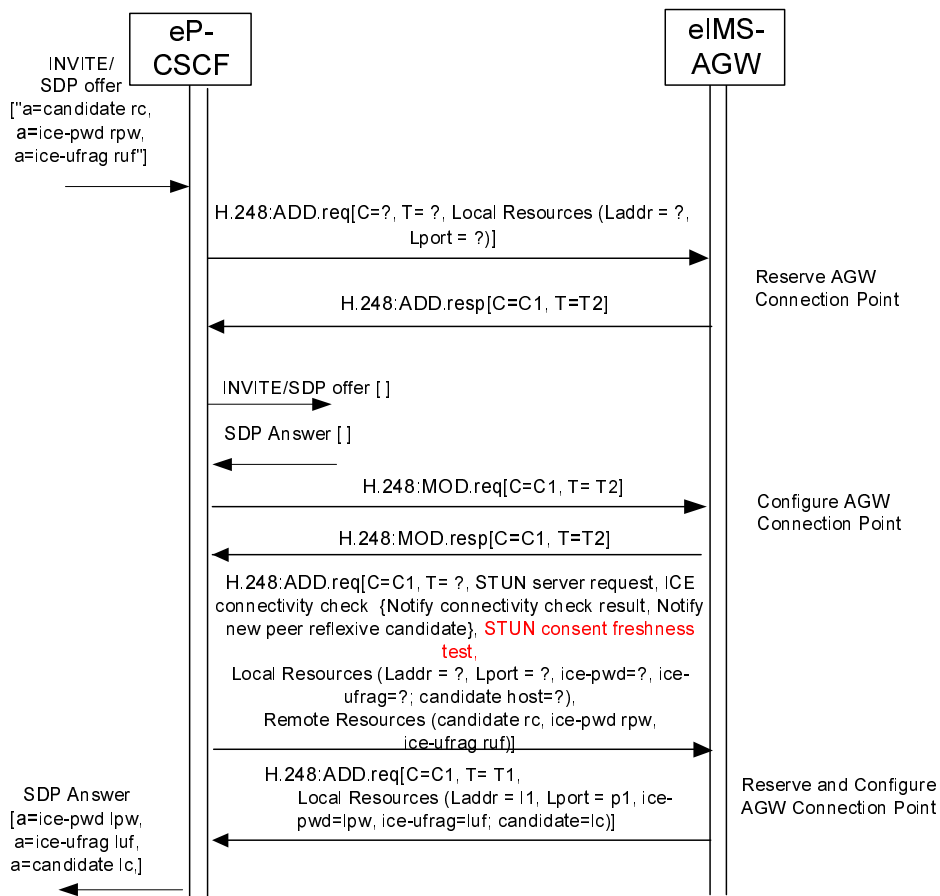 eP-
CSCF
eIMS-
AGW
INVITE/
SDP offer
["a=candidate rc,
a=ice-pwd rpw,
a=ice-ufrag ruf"]
H.248:ADD.req[C=?, T= ?, Local Resources (Laddr = ?,
Lport = ?)]
Reserve AGW
Connection Point
H.248:ADD.resp[C=C1, T=T2]
INVITE/SDP offer [ ]
SDP Answer [ ]
H.248:MOD.req[C=C1, T= T2]
Configure AGW
Connection Point
H.248:MOD.resp[C=C1, T=T2]
H.248:ADD.req[C=C1, T= ?, STUN server request, ICE
connectivity check {Notify connectivity check result, Notify
new peer reflexive candidate}, STUN consent freshness
test,
Local Resources (Laddr = ?, Lport = ?, ice-pwd=?, ice-
ufrag=?; candidate host=?),
Remote Resources (candidate rc, ice-pwd rpw,
ice-ufrag ruf)]
H.248:ADD.req[C=C1, T= T1,
Local Resources (Laddr = l1, Lport = p1, ice-
pwd=lpw, ice-ufrag=luf; candidate=lc)]
Reserve and Configure
AGW Connection Point
SDP Answer
[a=ice-pwd lpw,
a=ice-ufrag luf,
a=candidate lc,]